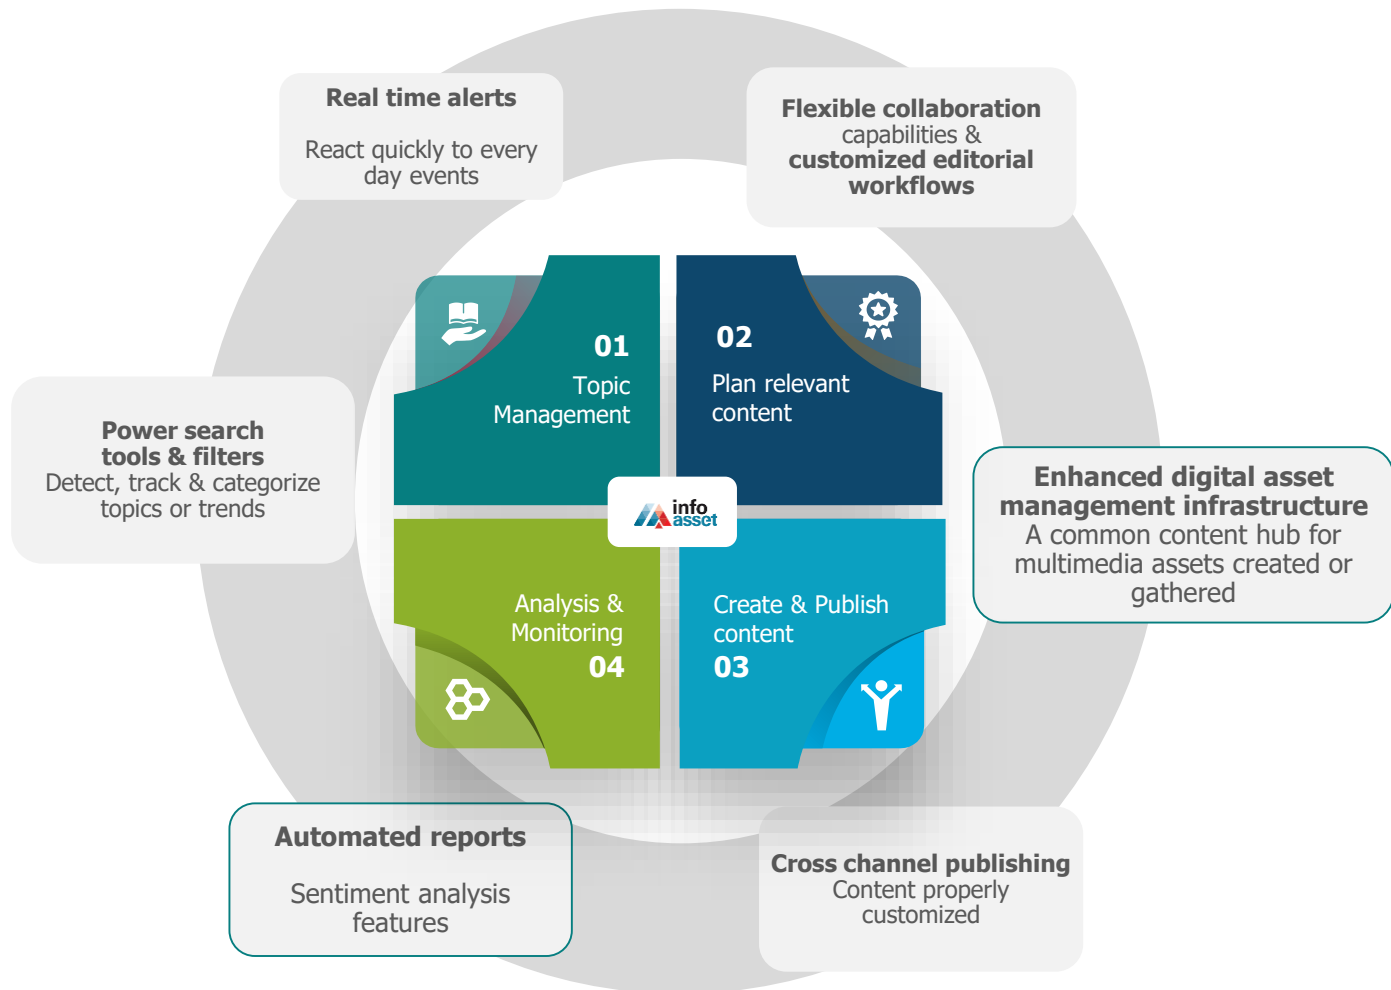 Real time alerts
React quickly to every
day events
Flexible collaboration
capabilities &
customized editorial
workflows
01
Topic
Management
02
Plan relevant
content
Power search
tools & filters
Detect, track & categorize
topics or trends
info
asset
Enhanced digital asset
management infrastructure
A common content hub for
multimedia assets created or
gathered
Analysis &
Monitoring
04
Create & Publish
content
03
Automated reports
Sentiment analysis
features
Cross channel publishing
Content properly
customized